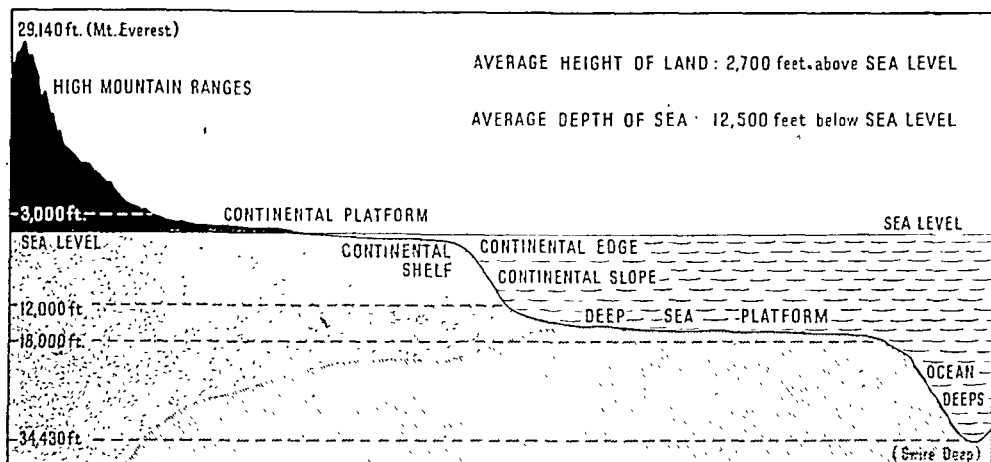 29,140 ft. (Mt. Everest)
AVERAGE HEIGHT OF LAND: 2,700 feet above SEA LEVEL
HIGH MOUNTAIN RANGES
AVERAGE DEPTH OF SEA: 12,500 feet below SEA LEVEL
3,000 ft.
CONTINENTAL PLATFORM
SEA LEVEL
SEA LEVEL
CONTINENTAL SHELF
CONTINENTAL EDGE
CONTINENTAL SLOPE
12,000 ft.
DEEP SEA PLATFORM
18,000 ft.
OCEAN
DEEPS
34,430 ft.
(Swire Deep)